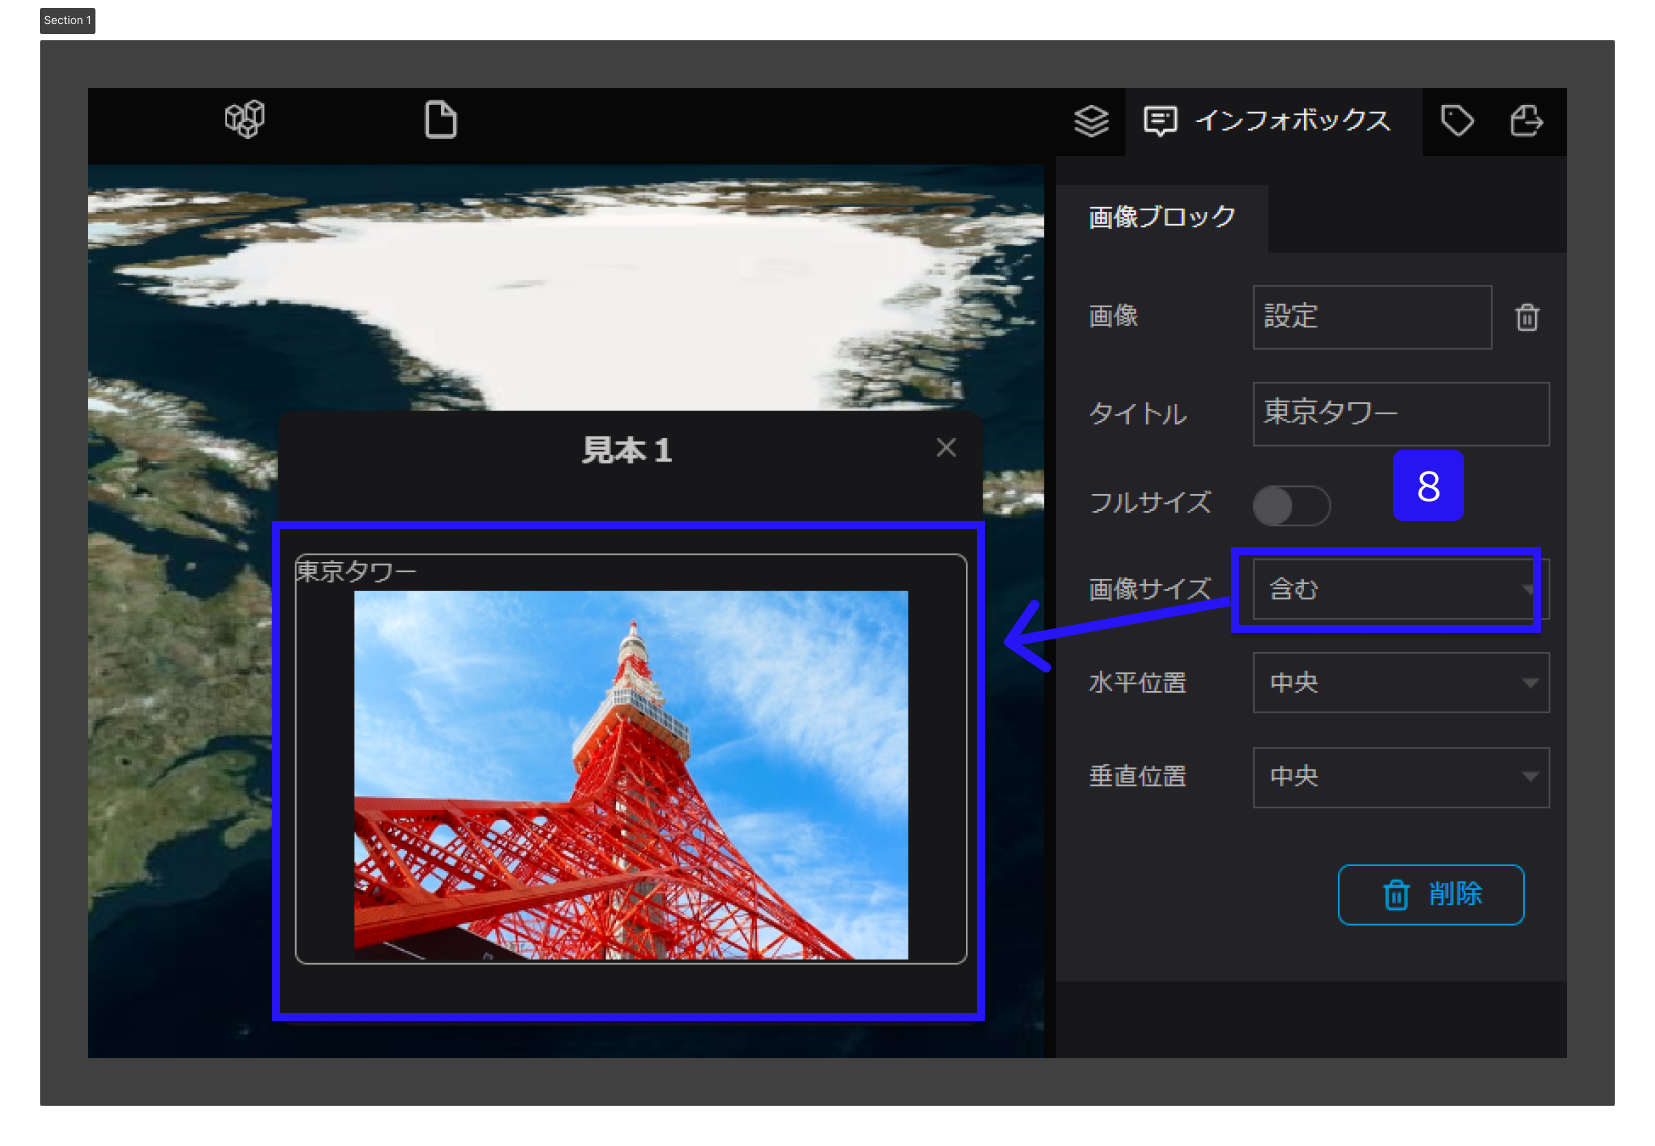 Section 1
インフォボックス
画像ブロック
画像
設定
タイトル
東京タワー
8
フルサイズ
画像サイズ
含む
水平位置
中央
垂直位置
中央
削除
見本1
東京タワー